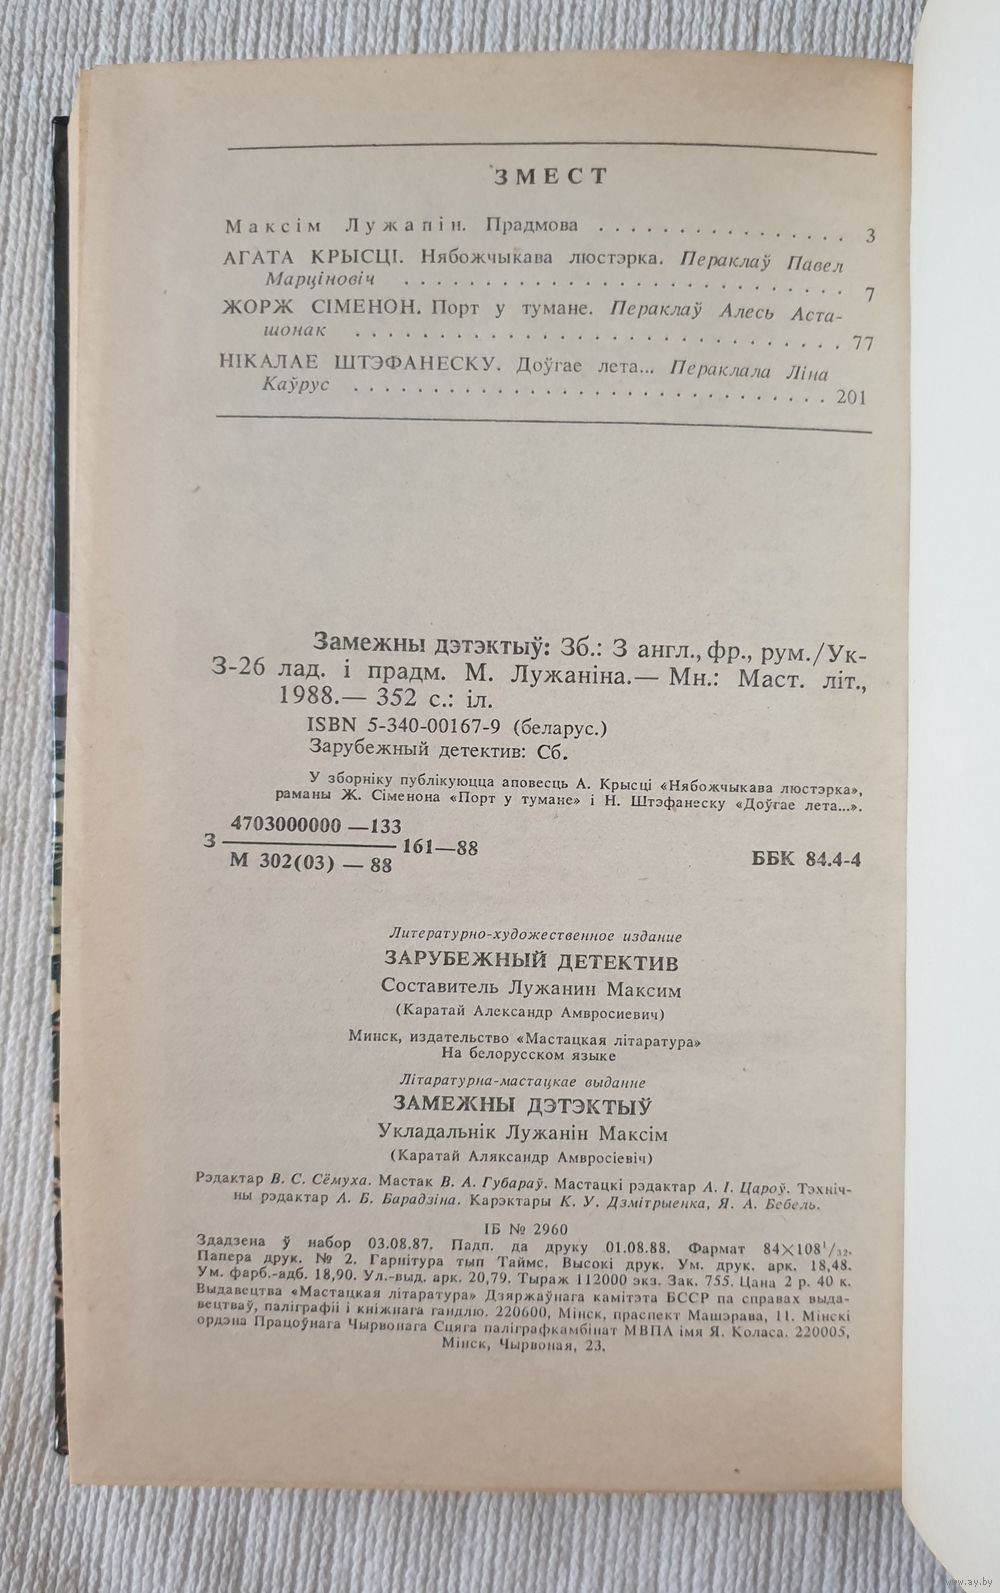 ЗМЕСТ
Максім Лужанін. Прадмова . . . . . . . . . . . . . . . . 3
АГАТА КРЫСЦІ. Нябожчыкава люстэрка. Пераклаў Павел
Марціновіч . . . . . . . . . . . . . . . . . . . . . . . . . . . . 7
ЖОРЖ СІМЕНОН. Порт у тумане. Пераклаў Алесь Аста-
шонак . . . . . . . . . . . . . . . . . . . . . . . . . . . . . . . 77
НІКАЛАЕ ШТЭФАНЕСКУ. Доўгае лета... Пераклала Ліна
Каўрус . . . . . . . . . . . . . . . . . . . . . . . . . . . . . . 201
Замежны дэтэктыў: Зб.: З англ., фр., рум./Ук-
З-26 лад. і прадм. М. Лужаніна.— Мн.: Маст. літ.,
1988.— 352 с.: іл.
ISBN 5-340-00167-9 (беларус.)
Зарубежный детектив: Сб.
У зборніку публікуюцца аповесць А. Крысці «Нябожчыкава люстэрка»,
раманы Ж. Сіменона «Порт у тумане» і Н. Штэфанеску «Доўгае лета...».
4703000000 —133
З 161—88
М 302(03) — 88
ББК 84.4-4
Литературно-художественное издание
ЗАРУБЕЖНЫЙ ДЕТЕКТИВ
Составитель Лужанин Максим
(Каратай Александр Амвросиевич)
Минск, издательство «Мастацкая літаратура»
На белорусском языке
Літаратурна-мастацкае выданне
ЗАМЕЖНЫ ДЭТЭКТЫЎ
Укладальнік Лужанін Максім
(Каратай Аляксандр Амвросіевіч)
Рэдактар В. С. Сёмуха. Мастак В. А. Губараў. Мастацкі рэдактар А. І. Цароў. Тэхніч-
ны рэдактар А. Б. Барадзіна. Карэктары К. У. Дзмітрыенка, Я. А. Бебель.
ІБ № 2960
Здадзена ў набор 03.08.87. Падп. да друку 01.08.88. Фармат 84×108¹/₃₂.
Папера друк. № 2. Гарнітура тып Таймс. Высокі друк. Ум. друк. арк. 18,48.
Ум. фарб.-адб. 18,90. Ул.-выд. арк. 20,79. Тыраж 112000 экз. Зак. 755. Цана 2 р. 40 к.
Выдавецтва «Мастацкая літаратура» Дзяржаўнага камітэта БССР па справах выда-
вецтваў, паліграфіі і кніжнага гандлю. 220600, Мінск, праспект Машэрава, 11. Мінскі
ордэна Працоўнага Чырвонага Сцяга паліграфкамбінат МВПА імя Я. Коласа. 220005,
Мінск, Чырвоная, 23.
www.ay.by